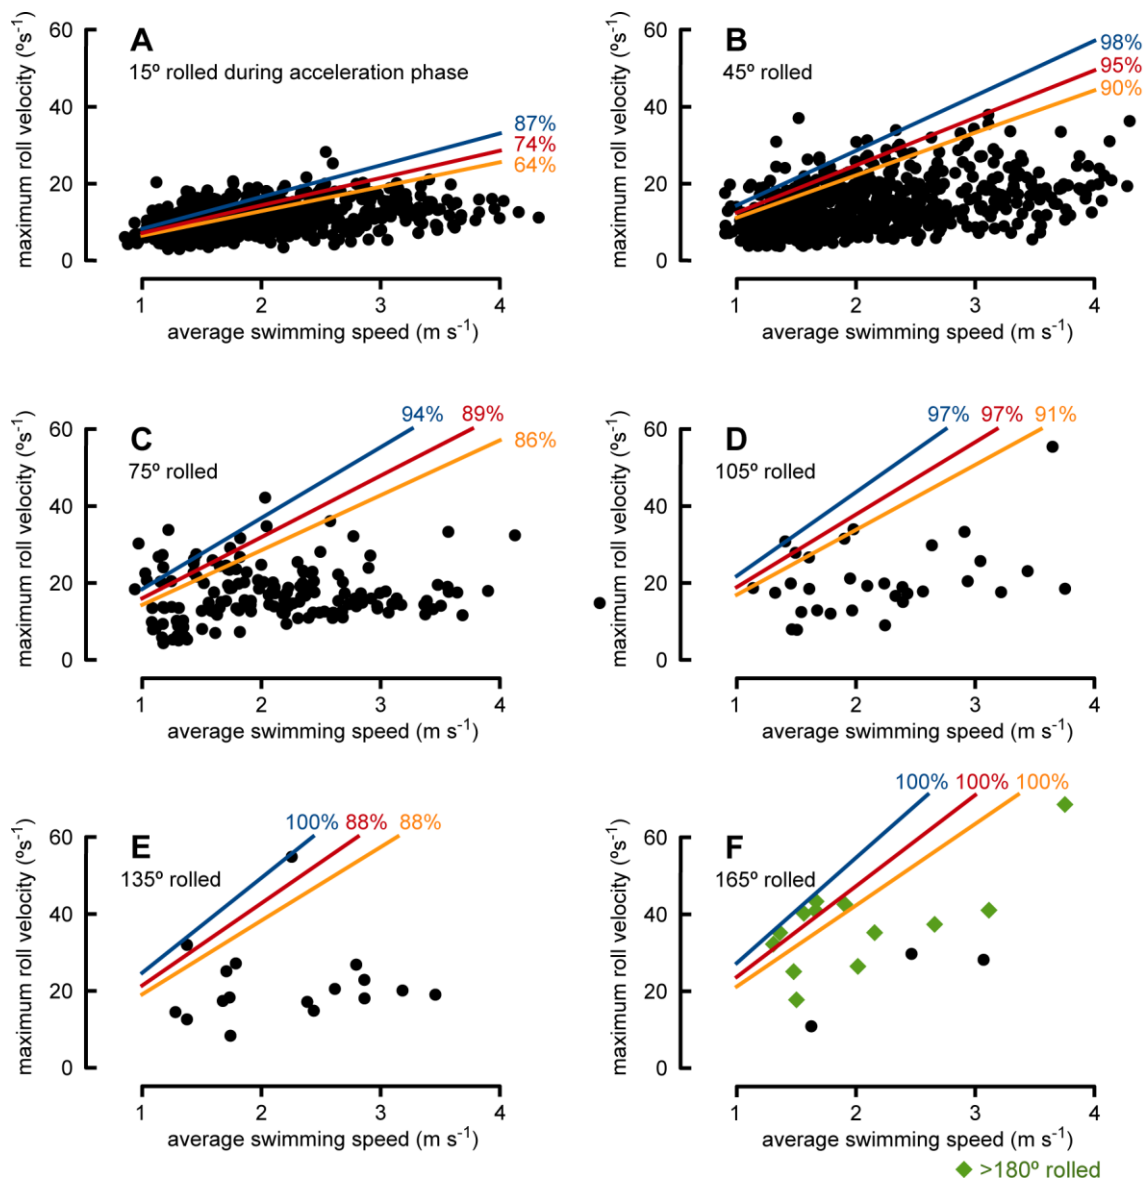 A
15º rolled during acceleration phase
maximum roll velocity (ºs-1)
60
40
20
0
87%
74%
64%
1 2 3 4
average swimming speed (m s-1)
B
45º rolled
maximum roll velocity (ºs-1)
60
40
20
0
98%
95%
90%
1 2 3 4
average swimming speed (m s-1)
C
75º rolled
maximum roll velocity (ºs-1)
60
40
20
0
94% 89%
86%
1 2 3 4
average swimming speed (m s-1)
D
105º rolled
maximum roll velocity (ºs-1)
60
40
20
0
97% 97% 91%
1 2 3 4
average swimming speed (m s-1)
E
135º rolled
maximum roll velocity (ºs-1)
60
40
20
0
100% 88% 88%
1 2 3 4
average swimming speed (m s-1)
F
165º rolled
maximum roll velocity (ºs-1)
60
40
20
0
100% 100% 100%
1 2 3 4
average swimming speed (m s-1)
>180º rolled